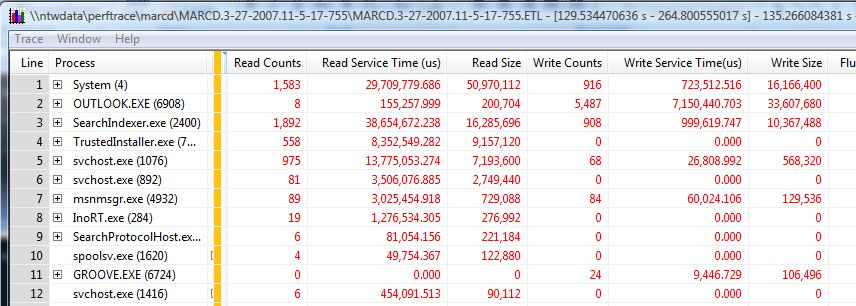 \\ntwdata\perftrace\marcd\MARCD.3-27-2007.11-5-17-755\MARCD.3-27-2007.11-5-17-755.ETL - [129.534470636 s - 264.800555017 s] - 135.266084381 s
Trace Window Help
Line Process Read Counts Read Service Time (us) Read Size Write Counts Write Service Time(us) Write Size Flu
1 System (4) 1,583 29,709,779.686 50,970,112 916 723,512.516 16,166,400
2 OUTLOOK.EXE (6908) 8 155,257.999 200,704 5,487 7,150,440.703 33,607,680
3 SearchIndexer.exe (2400) 1,892 38,654,672.238 16,285,696 908 999,619.747 10,367,488
4 TrustedInstaller.exe (7... 558 8,352,549.282 9,157,120 0 0.000 0
5 svchost.exe (1076) 975 13,775,053.274 7,193,600 68 26,808.992 568,320
6 svchost.exe (892) 81 3,506,076.885 2,749,440 0 0.000 0
7 msnmsgr.exe (4932) 89 3,025,454.918 729,088 84 60,024.106 129,536
8 InoRT.exe (284) 19 1,276,534.305 276,992 0 0.000 0
9 SearchProtocolHost.ex... 6 81,054.156 221,184 0 0.000 0
10 spoolsv.exe (1620) 4 49,754.367 122,880 0 0.000 0
11 GROOVE.EXE (6724) 0 0.000 0 24 9,446.729 106,496
12 svchost.exe (1416) 6 454,091.513 90,112 0 0.000 0